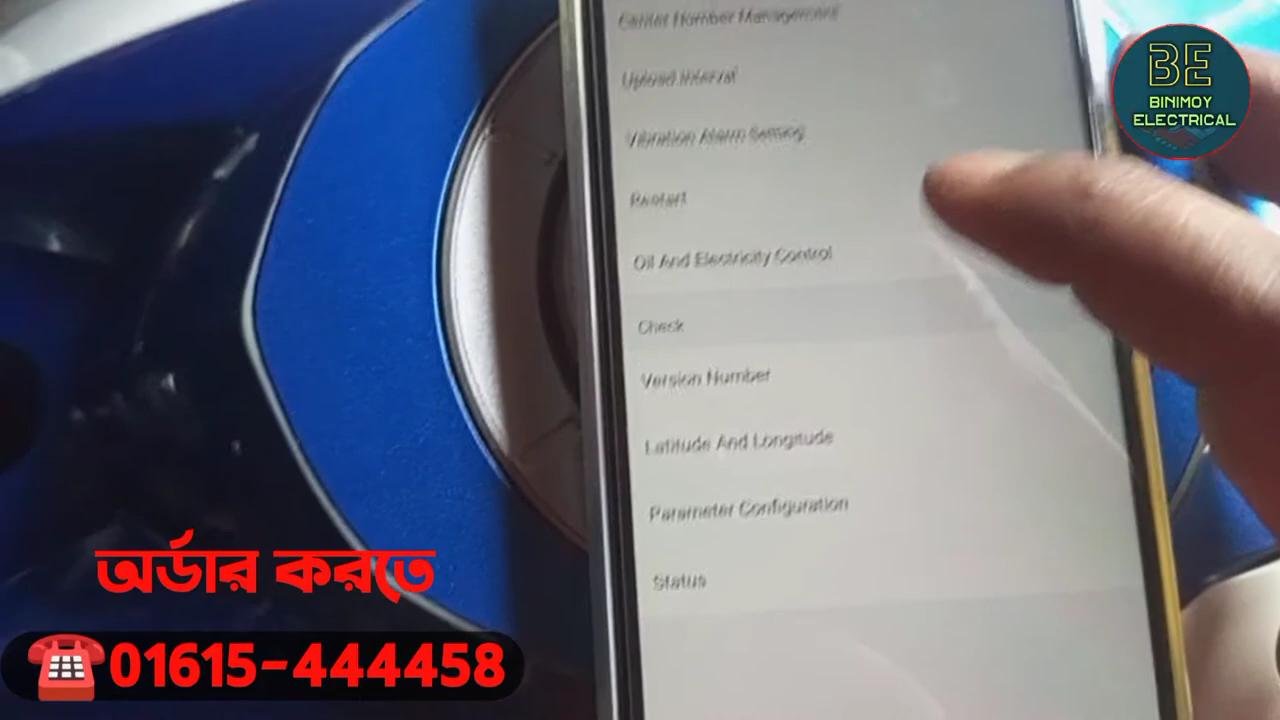 Center Number Management
Upload Interval
Vibration Alarm Setting
Restart
Oil And Electricity Control
Check
Version Number
Latitude And Longitude
Parameter Configuration
Status
BE
BINIMOY
ELECTRICAL
অর্ডার করতে
01615-444458